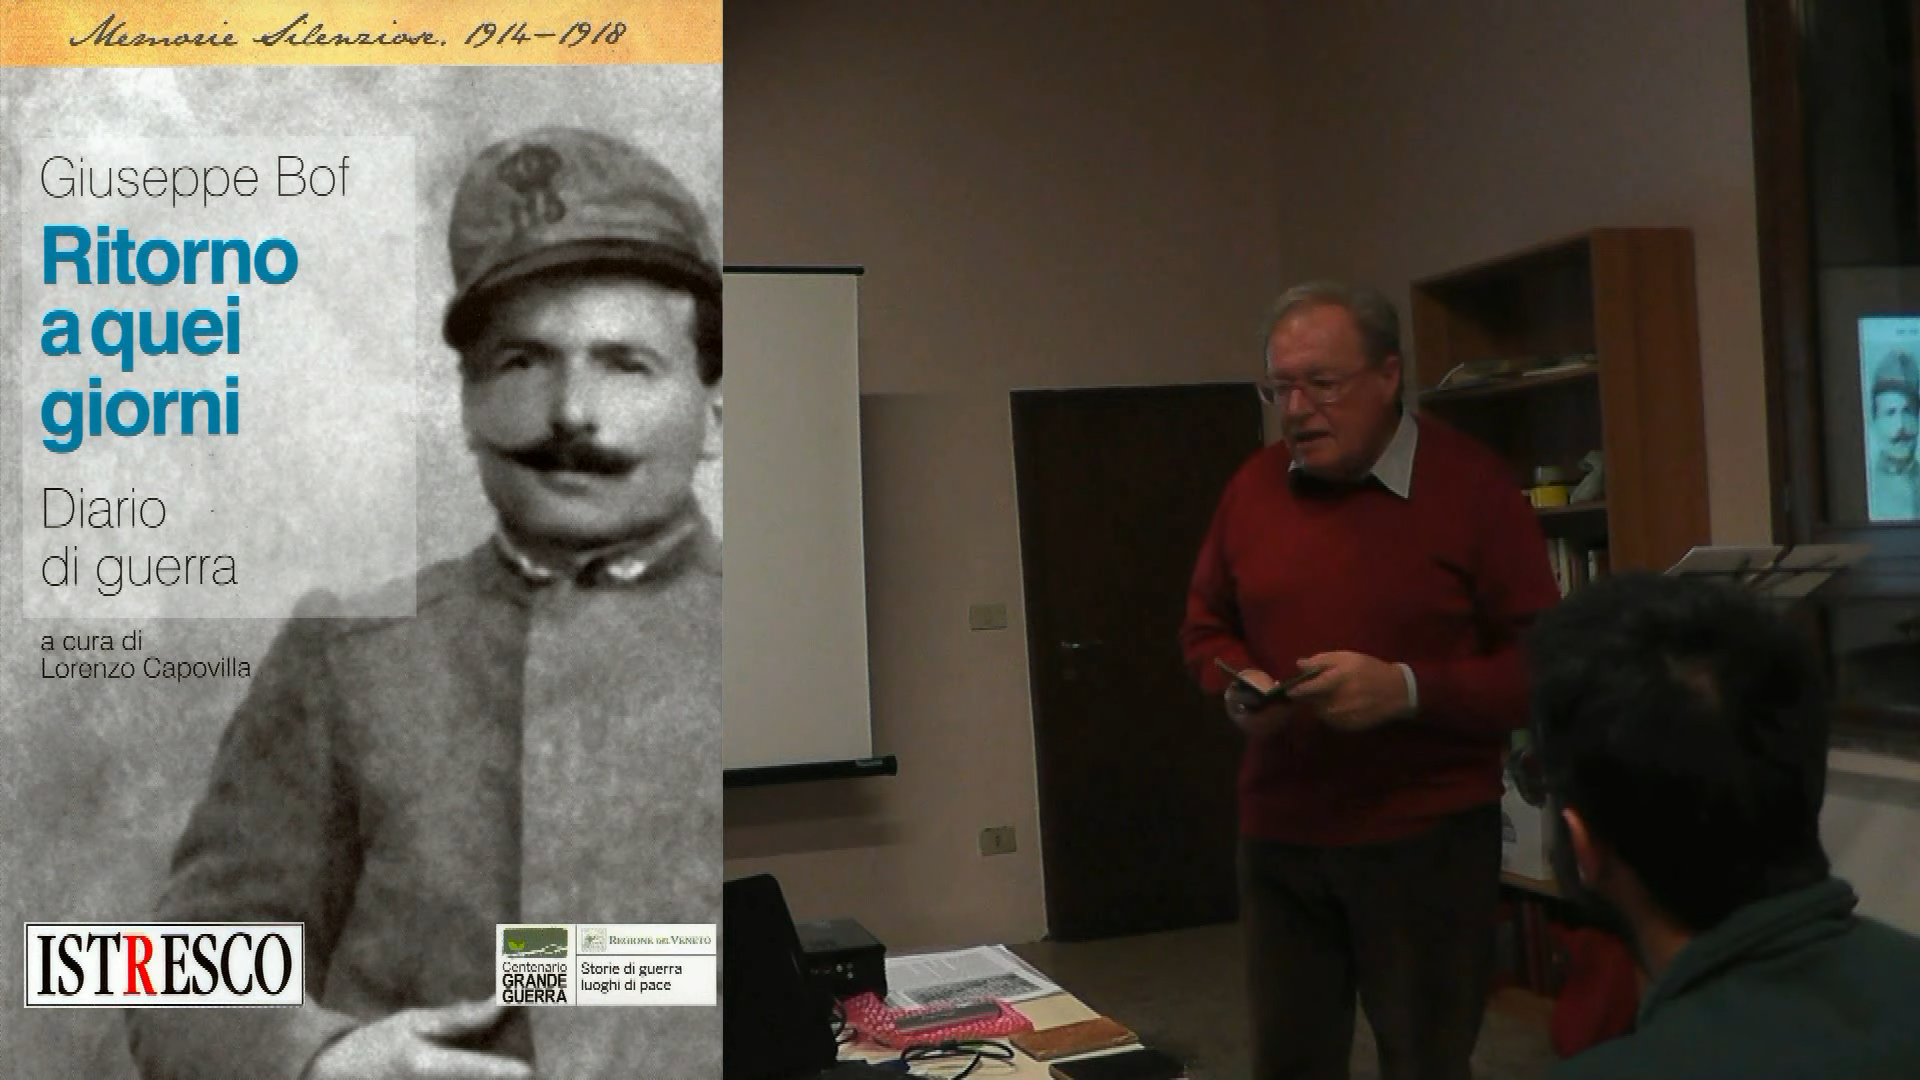 Memorie Silenziose. 1914-1918
Giuseppe Bof
Ritorno
a quei
giorni
Diario
di guerra
a cura di
Lorenzo Capovilla
115
ISTRESCO
Centenario
GRANDE
GUERRA
REGIONE DEL VENETO
Storie di guerra
luoghi di pace